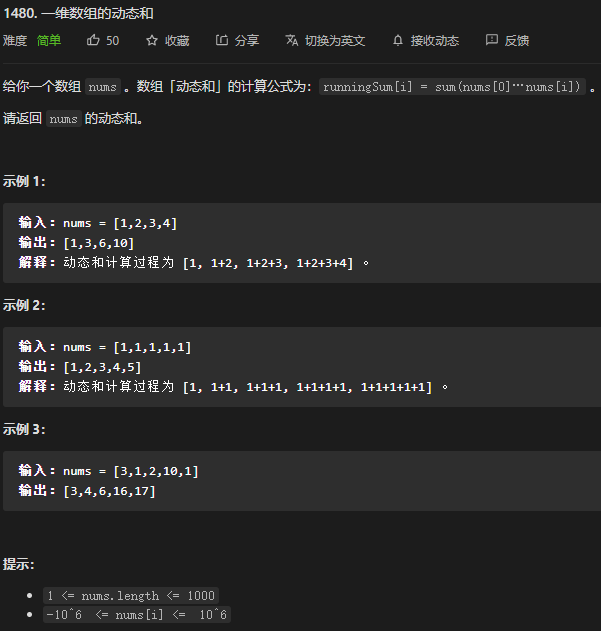 1480. 一维数组的动态和
难度 简单 50 收藏 分享 切换为英文 接收动态 反馈
给你一个数组 nums 。数组「动态和」的计算公式为：runningSum[i] = sum(nums[0]…nums[i]) 。
请返回 nums 的动态和。
示例 1：
输入：nums = [1,2,3,4]
输出：[1,3,6,10]
解释：动态和计算过程为 [1, 1+2, 1+2+3, 1+2+3+4] 。
示例 2：
输入：nums = [1,1,1,1,1]
输出：[1,2,3,4,5]
解释：动态和计算过程为 [1, 1+1, 1+1+1, 1+1+1+1, 1+1+1+1+1] 。
示例 3：
输入：nums = [3,1,2,10,1]
输出：[3,4,6,16,17]
提示：
• 1 <= nums.length <= 1000
• -10^6 <= nums[i] <= 10^6